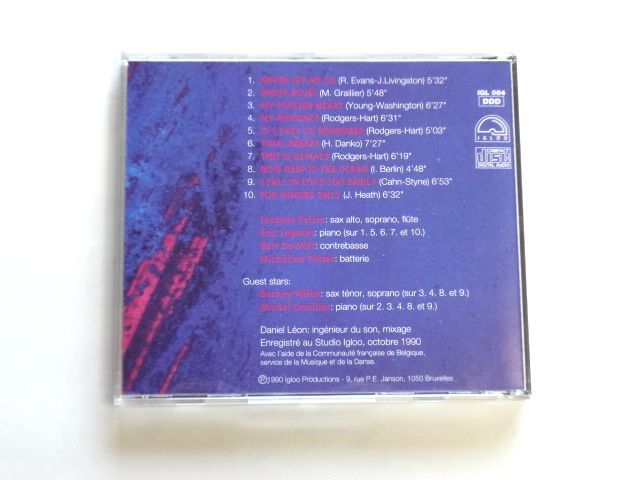 1. NEVER LET ME GO (R. Evans-J.Livingston) 5'32"
2. WHITE BLUES (M. Graillier) 5'48"
3. MY FOOLISH HEART (Young-Washington) 6'27"
4. MY ROMANCE (Rodgers-Hart) 6'31"
5. IT'S EASY TO REMEMBER (Rodgers-Hart) 5'03"
6. TIDAL BREEZE (H. Danko) 7'27"
7. THIS IS ALWAYS (Rodgers-Hart) 6'19"
8. HOW DEEP IS THE OCEAN (I. Berlin) 4'48"
9. I FALL IN LOVE TOO EASILY (Cahn-Styne) 6'53"
10. FOR MINORS ONLY (J. Heath) 6'32"
IGL 084
DDD
IGLOO
COMPACT
disc
DIGITAL AUDIO
Jacques Pelzer: sax alto, soprano, flûte
Eric Legnini: piano (sur 1. 5. 6. 7. et 10.)
Bart De Nolf: contrebasse
Micheline Pelzer: batterie
Guest stars:
Barney Wilen: sax ténor, soprano (sur 3. 4. 8. et 9.)
Michel Graillier: piano (sur 2. 3. 4. 8. et 9.)
Daniel Léon: ingénieur du son, mixage
Enregistré au Studio Igloo, octobre 1990
Avec l'aide de la Communauté française de Belgique,
service de la Musique et de la Danse.
℗1990 Igloo Productions - 9, rue P.E. Janson, 1050 Bruxelles